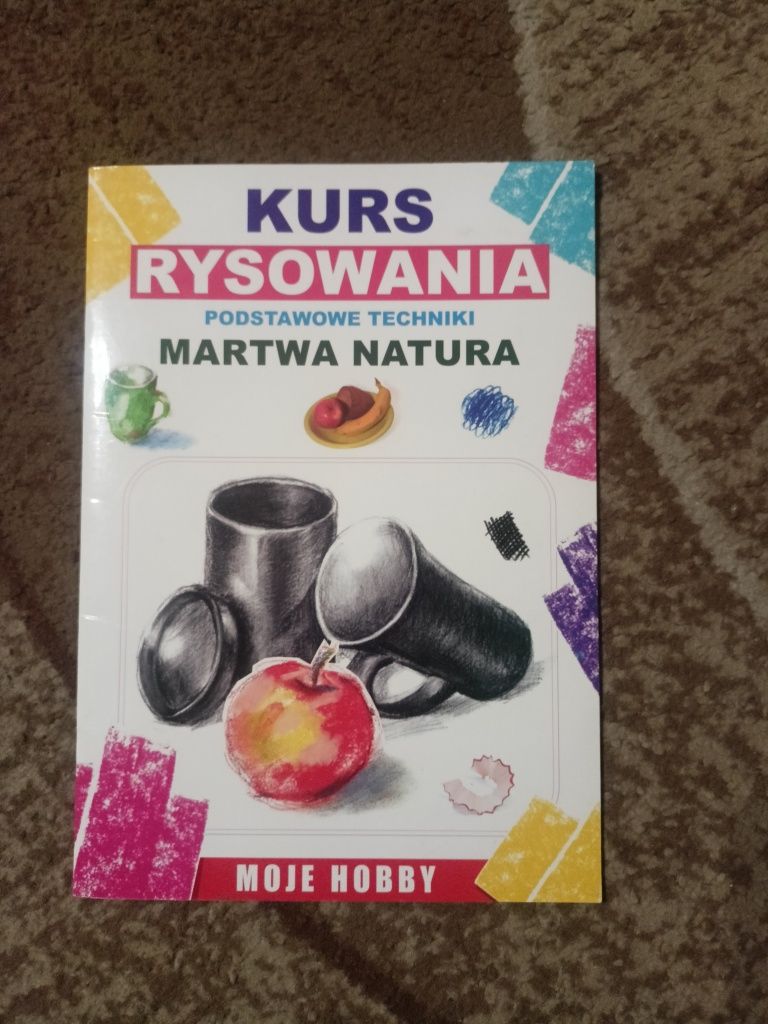 KURS
RYSOWANIA
PODSTAWOWE TECHNIKI
MARTWA NATURA
MOJE HOBBY